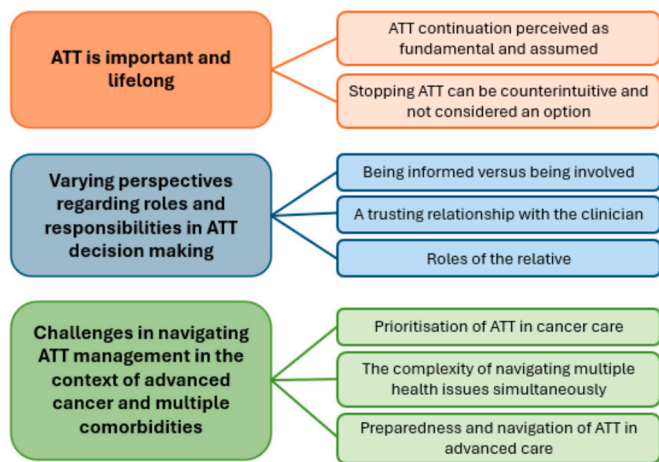 ATT is important and
lifelong
ATT continuation perceived as
fundamental and assumed
Stopping ATT can be counterintuitive and
not considered an option
Varying perspectives
regarding roles and
responsibilities in ATT
decision making
Being informed versus being involved
A trusting relationship with the clinician
Roles of the relative
Challenges in navigating
ATT management in the
context of advanced
cancer and multiple
comorbidities
Prioritisation of ATT in cancer care
The complexity of navigating multiple
health issues simultaneously
Preparedness and navigation of ATT in
advanced care